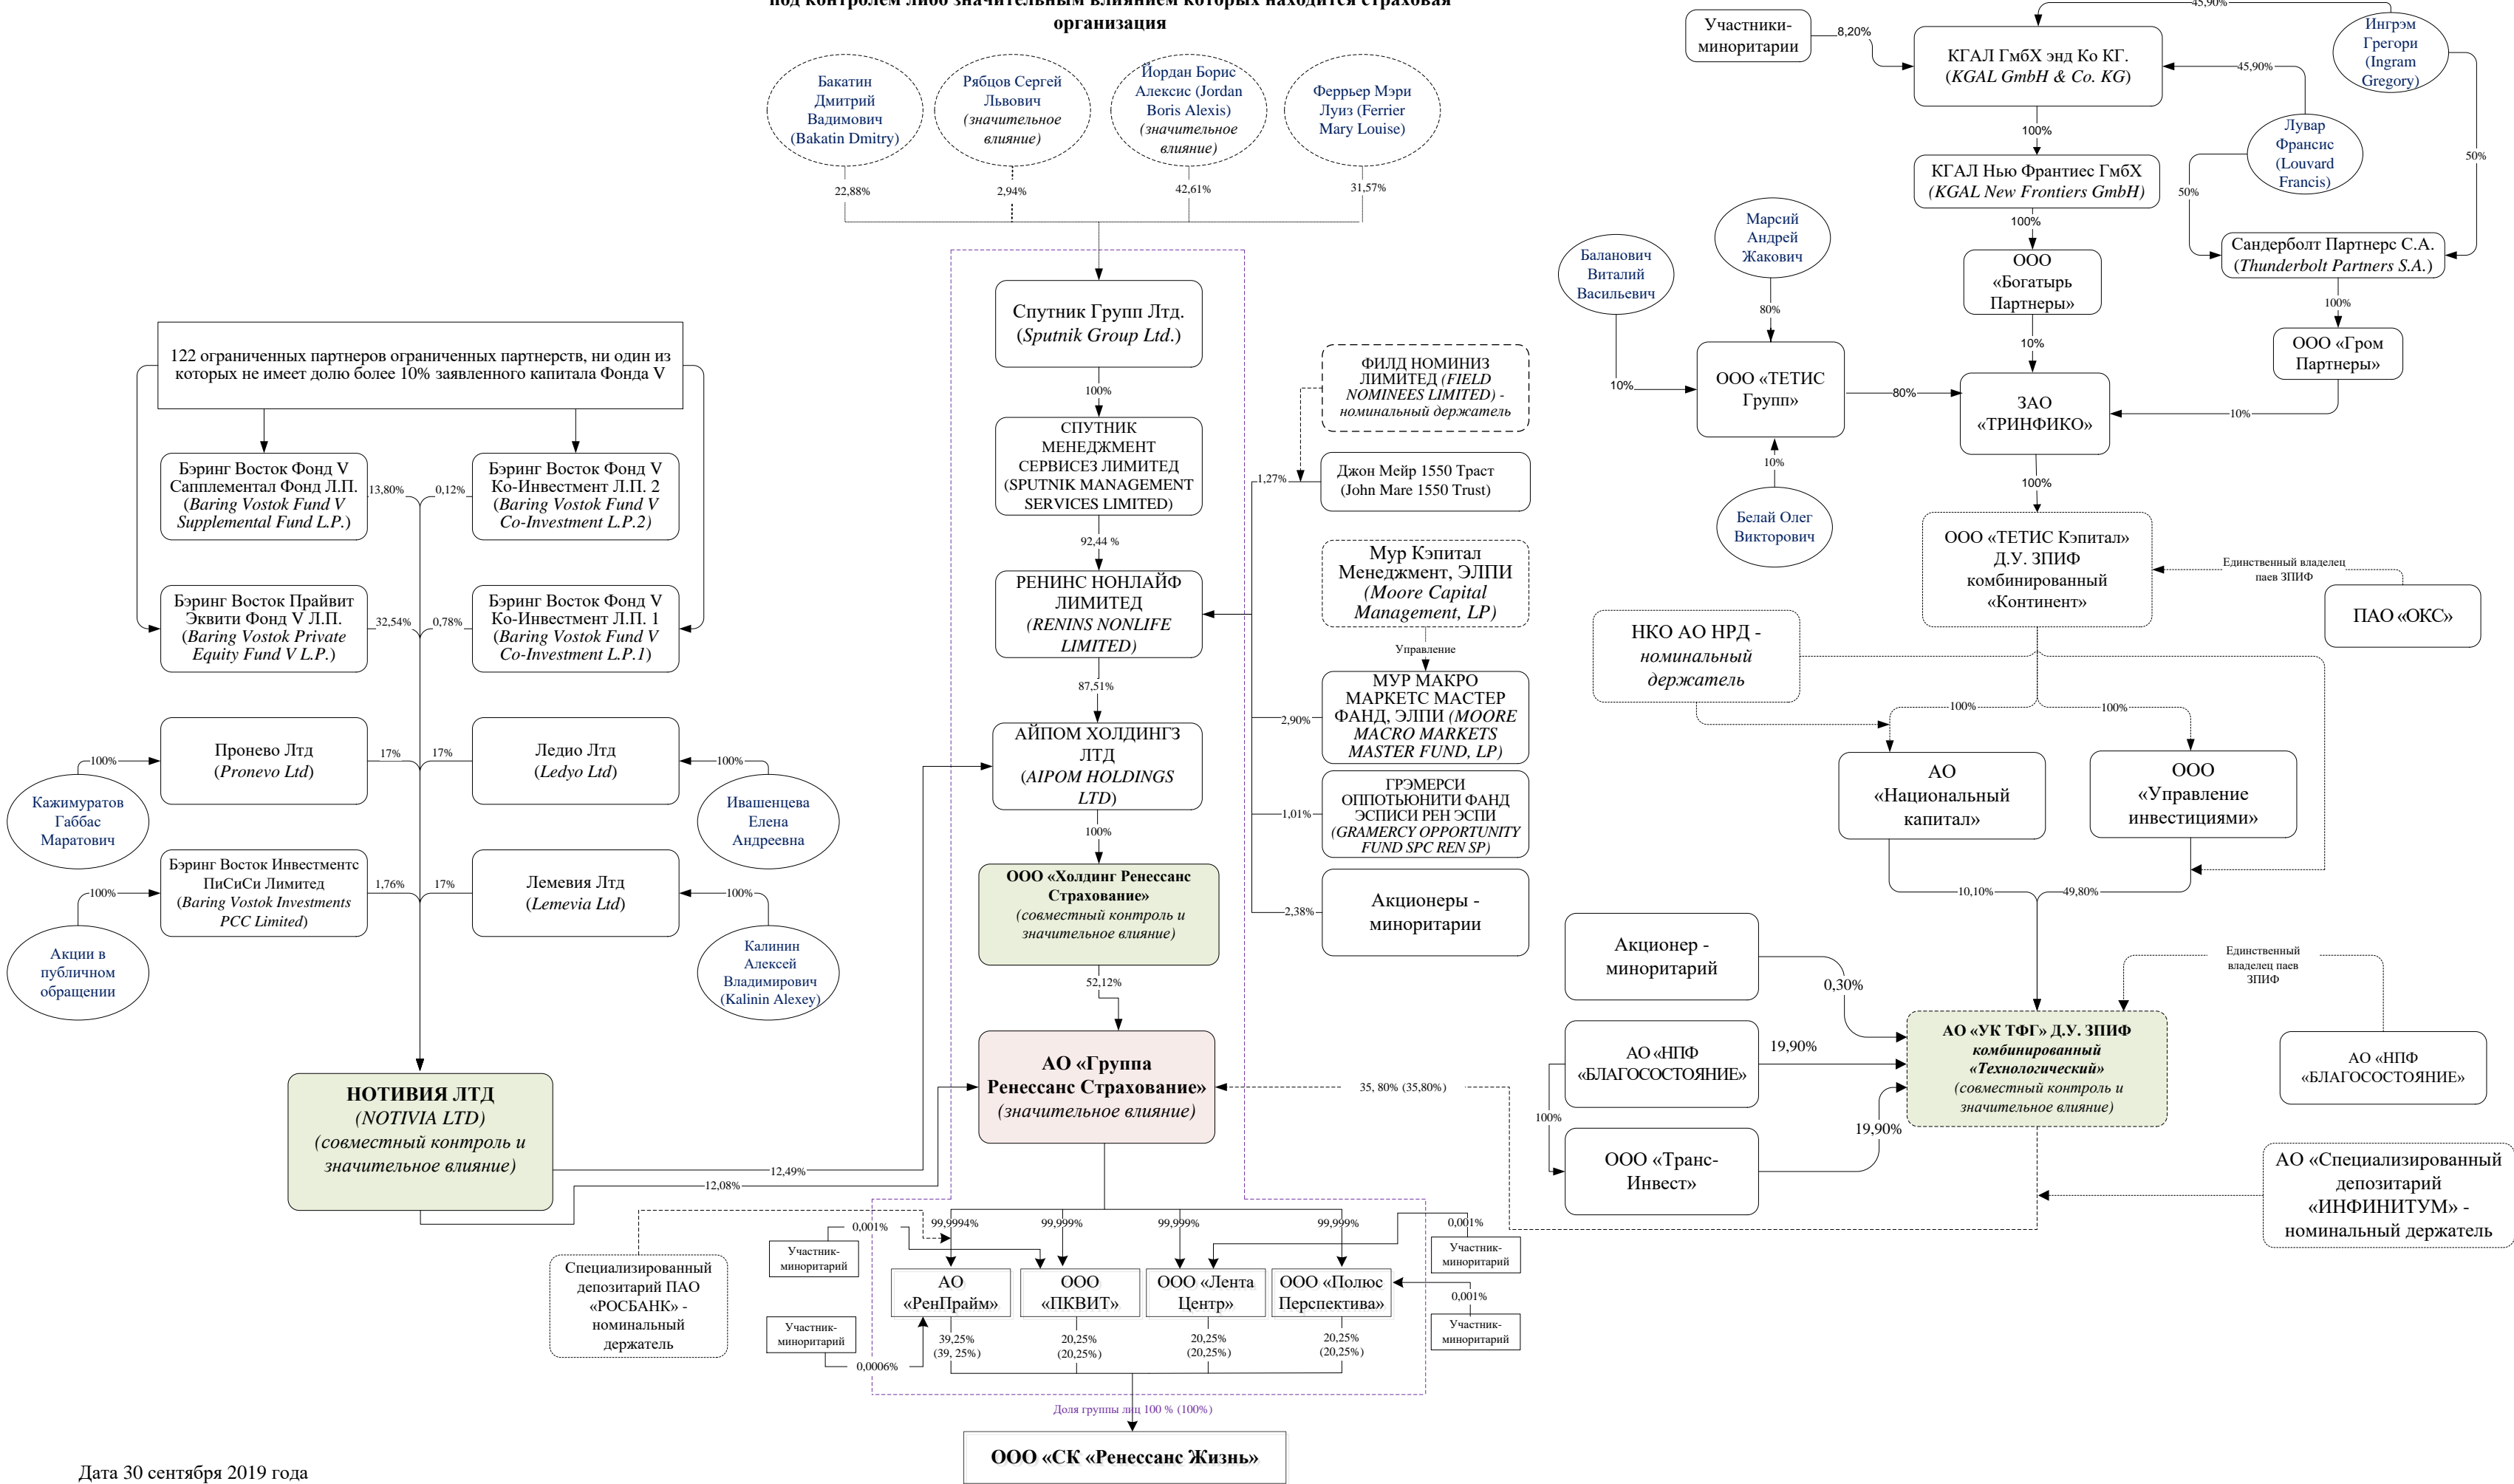 под контролем либо значительным влиянием которых находится страховая
организация
Бакатин
Дмитрий
Вадимович
(Bakatin Dmitry)
Рябцов Сергей
Львович
(значительное
влияние)
Йордан Борис
Алексис (Jordan
Boris Alexis)
(значительное
влияние)
Феррьер Мэри
Луиз (Ferrier
Mary Louise)
22,88%
2,94%
42,61%
31,57%
Спутник Групп Лтд.
(Sputnik Group Ltd.)
100%
СПУТНИК
МЕНЕДЖМЕНТ
СЕРВИСЕЗ ЛИМИТЕД
(SPUTNIK MANAGEMENT
SERVICES LIMITED)
92,44 %
РЕНИНС НОНЛАЙФ
ЛИМИТЕД
(RENINS NONLIFE
LIMITED)
87,51%
АЙПОМ ХОЛДИНГЗ
ЛТД
(AIPOM HOLDINGS
LTD)
100%
ООО «Холдинг Ренессанс
Страхование»
(совместный контроль и
значительное влияние)
52,12%
АО «Группа
Ренессанс Страхование»
(значительное влияние)
122 ограниченных партнеров ограниченных партнерств, ни один из
которых не имеет долю более 10% заявленного капитала Фонда V
Бэринг Восток Фонд V
Сапплементал Фонд Л.П.
(Baring Vostok Fund V
Supplemental Fund L.P.)
13,80%
0,12%
Бэринг Восток Фонд V
Ко-Инвестмент Л.П. 2
(Baring Vostok Fund V
Co-Investment L.P.2)
Бэринг Восток Прайвит
Эквити Фонд V Л.П.
(Baring Vostok Private
Equity Fund V L.P.)
32,54%
0,78%
Бэринг Восток Фонд V
Ко-Инвестмент Л.П. 1
(Baring Vostok Fund V
Co-Investment L.P.1)
100%
Пронево Лтд
(Pronevo Ltd)
17%
17%
Ледио Лтд
(Ledyo Ltd)
100%
Кажимуратов
Габбас
Маратович
Ивашенцева
Елена
Андреевна
100%
Бэринг Восток Инвестментс
ПиСиСи Лимитед
(Baring Vostok Investments
PCC Limited)
1,76%
17%
Лемевия Лтд
(Lemevia Ltd)
100%
Акции в
публичном
обращении
Калинин
Алексей
Владимирович
(Kalinin Alexey)
НОТИВИЯ ЛТД
(NOTIVIA LTD)
(совместный контроль и
значительное влияние)
12,49%
12,08%
ФИЛД НОМИНИЗ
ЛИМИТЕД (FIELD
NOMINEES LIMITED) -
номинальный держатель
1,27%
Джон Мейр 1550 Траст
(John Mare 1550 Trust)
Мур Кэпитал
Менеджмент, ЭЛПИ
(Moore Capital
Management, LP)
Управление
2,90%
МУР МАКРО
МАРКЕТС МАСТЕР
ФАНД, ЭЛПИ (MOORE
MACRO MARKETS
MASTER FUND, LP)
1,01%
ГРЭМЕРСИ
ОППОТЬЮНИТИ ФАНД
ЭСПИСИ РЕН ЭСПИ
(GRAMERCY OPPORTUNITY
FUND SPC REN SP)
2,38%
Акционеры -
миноритарии
Участники-
миноритарии
8,20%
КГАЛ ГмбХ энд Ко КГ.
(KGAL GmbH & Co. KG)
45,90%
Ингрэм
Грегори
(Ingram
Gregory)
45,90%
Лувар
Франсис
(Louvard
Francis)
100%
КГАЛ Нью Франтиес ГмбХ
(KGAL New Frontiers GmbH)
50%
50%
100%
ООО
«Богатырь
Партнеры»
Сандерболт Партнерс С.А.
(Thunderbolt Partners S.A.)
100%
ООО «Гром
Партнеры»
10%
10%
Марсий
Андрей
Жакович
Баланович
Виталий
Васильевич
80%
10%
ООО «ТЕТИС
Групп»
80%
10%
Белай Олег
Викторович
ЗАО
«ТРИНФИКО»
100%
ООО «ТЕТИС Кэпитал»
Д.У. ЗПИФ
комбинированный
«Континент»
Единственный владелец
паев ЗПИФ
ПАО «ОКС»
НКО АО НРД -
номинальный
держатель
100%
100%
АО
«Национальный
капитал»
ООО
«Управление
инвестициями»
10,10%
49,80%
Акционер -
миноритарий
0,30%
АО «НПФ
«БЛАГОСОСТОЯНИЕ»
19,90%
100%
ООО «Транс-
Инвест»
19,90%
АО «УК ТФГ» Д.У. ЗПИФ
комбинированный
«Технологический»
(совместный контроль и
значительное влияние)
Единственный
владелец паев
ЗПИФ
АО «НПФ
«БЛАГОСОСТОЯНИЕ»
АО «Специализированный
депозитарий
«ИНФИНИТУМ» -
номинальный держатель
35, 80% (35,80%)
Специализированный
депозитарий ПАО
«РОСБАНК» -
номинальный
держатель
0,001%
99,9994%
99,999%
99,999%
99,999%
0,001%
Участник-
миноритарий
Участник-
миноритарий
АО
«РенПрайм»
ООО
«ПКВИТ»
ООО «Лента
Центр»
ООО «Полюс
Перспектива»
0,001%
Участник-
миноритарий
Участник-
миноритарий
0,0006%
39,25%
(39, 25%)
20,25%
(20,25%)
20,25%
(20,25%)
20,25%
(20,25%)
Доля группы лиц 100 % (100%)
ООО «СК «Ренессанс Жизнь»
Дата 30 сентября 2019 года